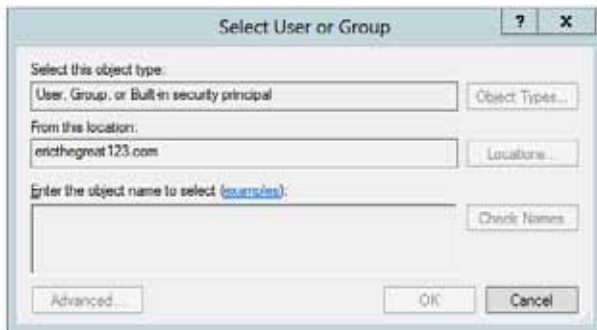 Select User or Group
? x
Select this object type:
User, Group, or Built-in security principal
Object Types...
From this location:
ericthegreat123.com
Locations...
Enter the object name to select (examples):
Check Names
Advanced...
OK
Cancel